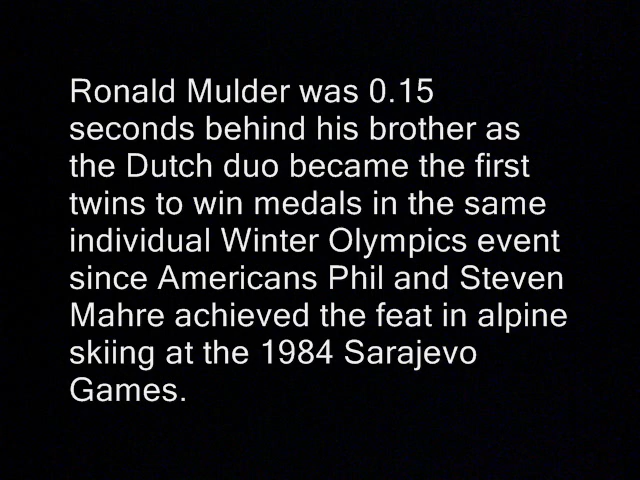 Ronald Mulder was 0.15
seconds behind his brother as
the Dutch duo became the first
twins to win medals in the same
individual Winter Olympics event
since Americans Phil and Steven
Mahre achieved the feat in alpine
skiing at the 1984 Sarajevo
Games.